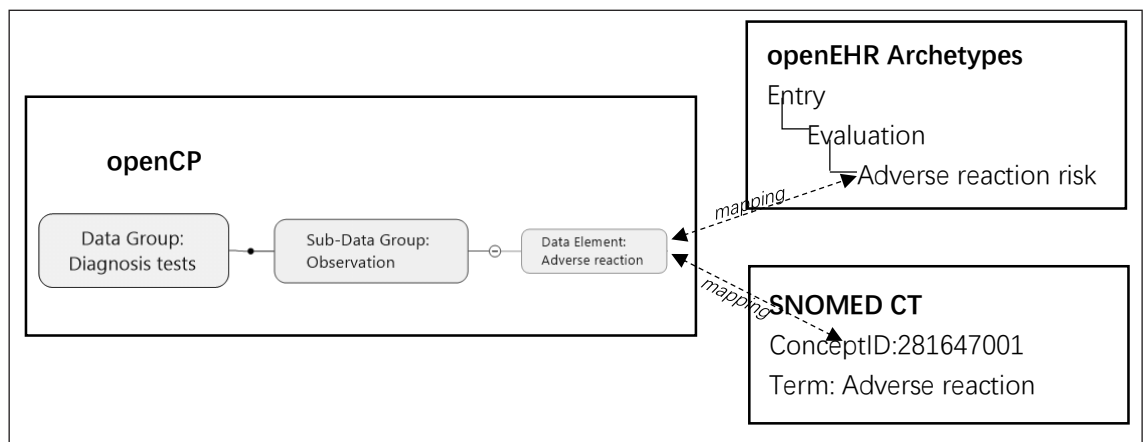 openCP
Data Group:
Diagnosis tests
Sub-Data Group:
Observation
Data Element:
Adverse reaction
mapping
mapping
openEHR Archetypes
Entry
Evaluation
Adverse reaction risk
SNOMED CT
ConceptID:281647001
Term: Adverse reaction